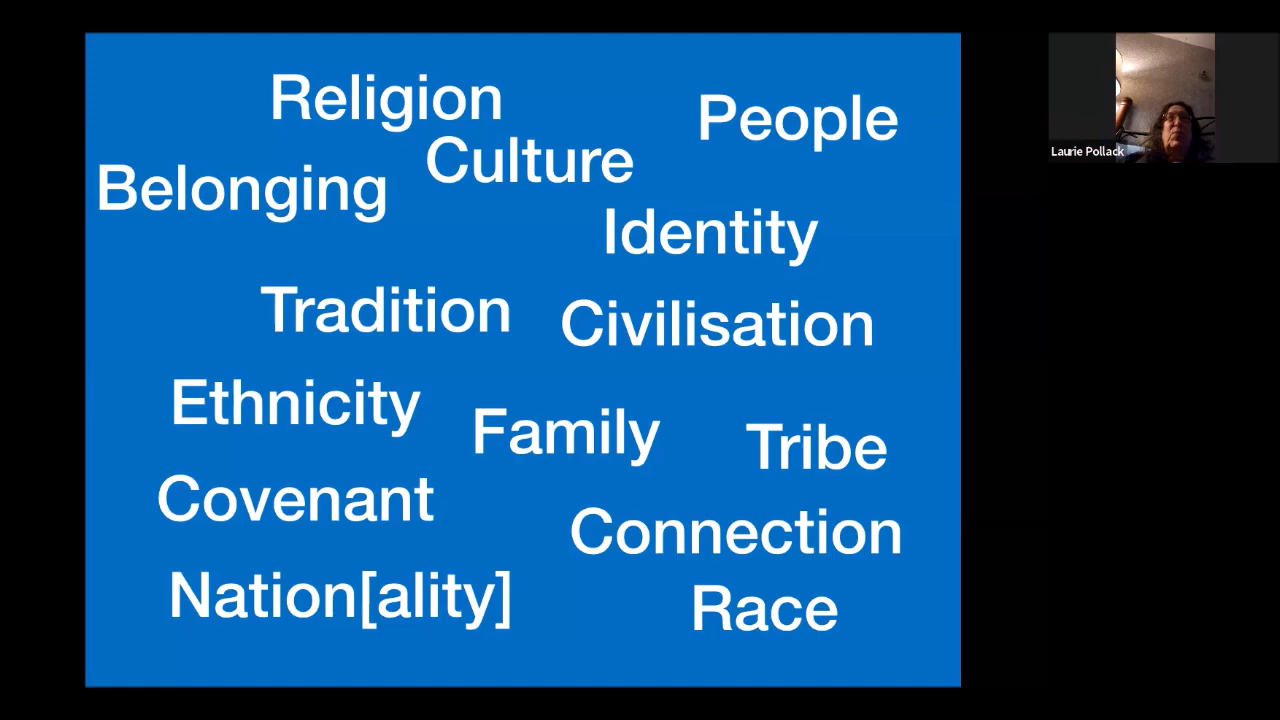 Religion
People
Culture
Belonging
Identity
Tradition
Civilisation
Ethnicity
Family
Tribe
Covenant
Connection
Nation[ality]
Race
Laurie Pollack